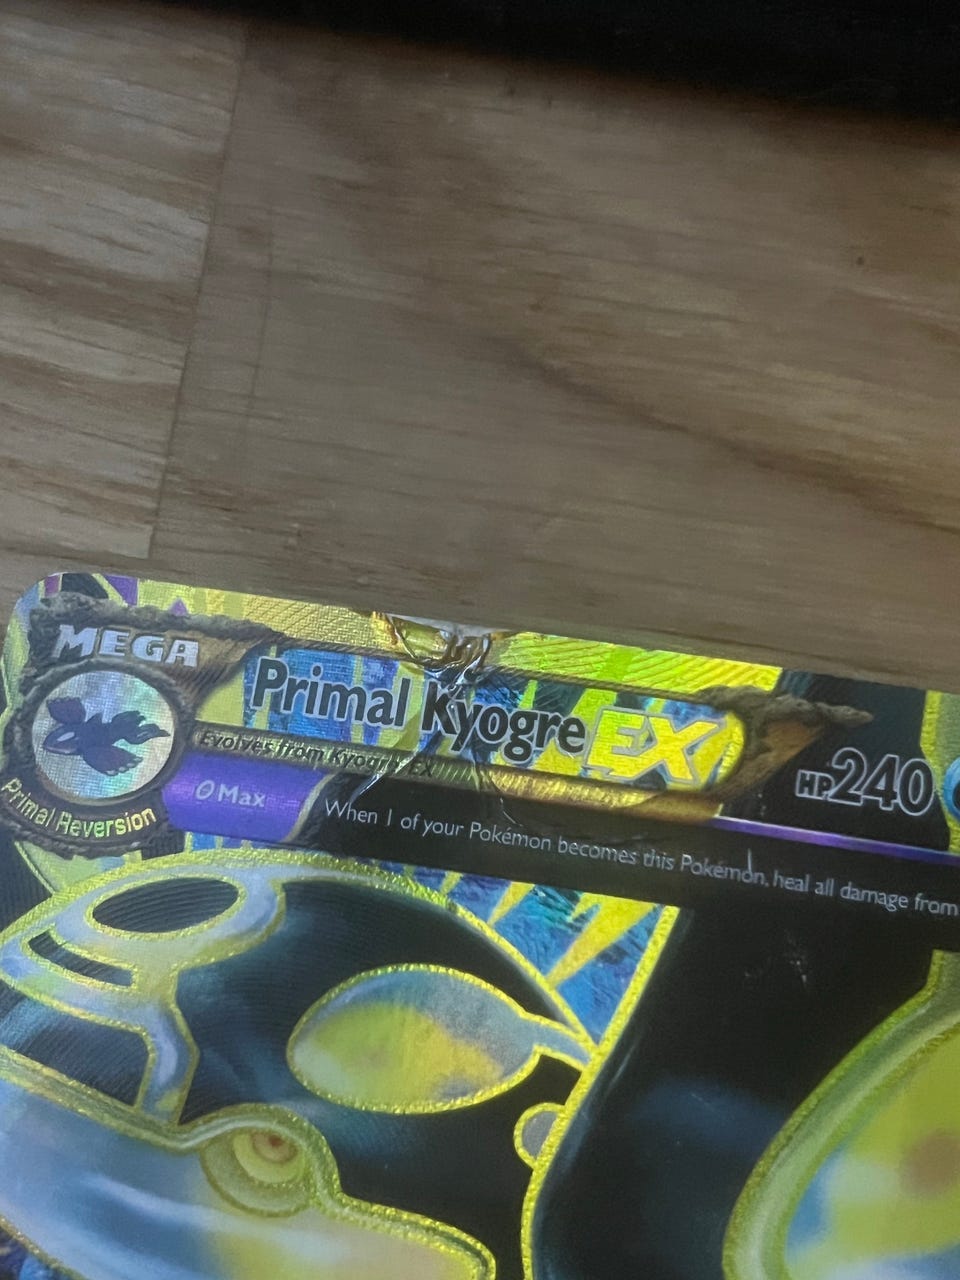 MEGA
Primal Kyogre EX
HP240
Evolves from Kyogre-EX
Primal Reversion
θ Max
When 1 of your Pokémon becomes this Pokémon, heal all damage from